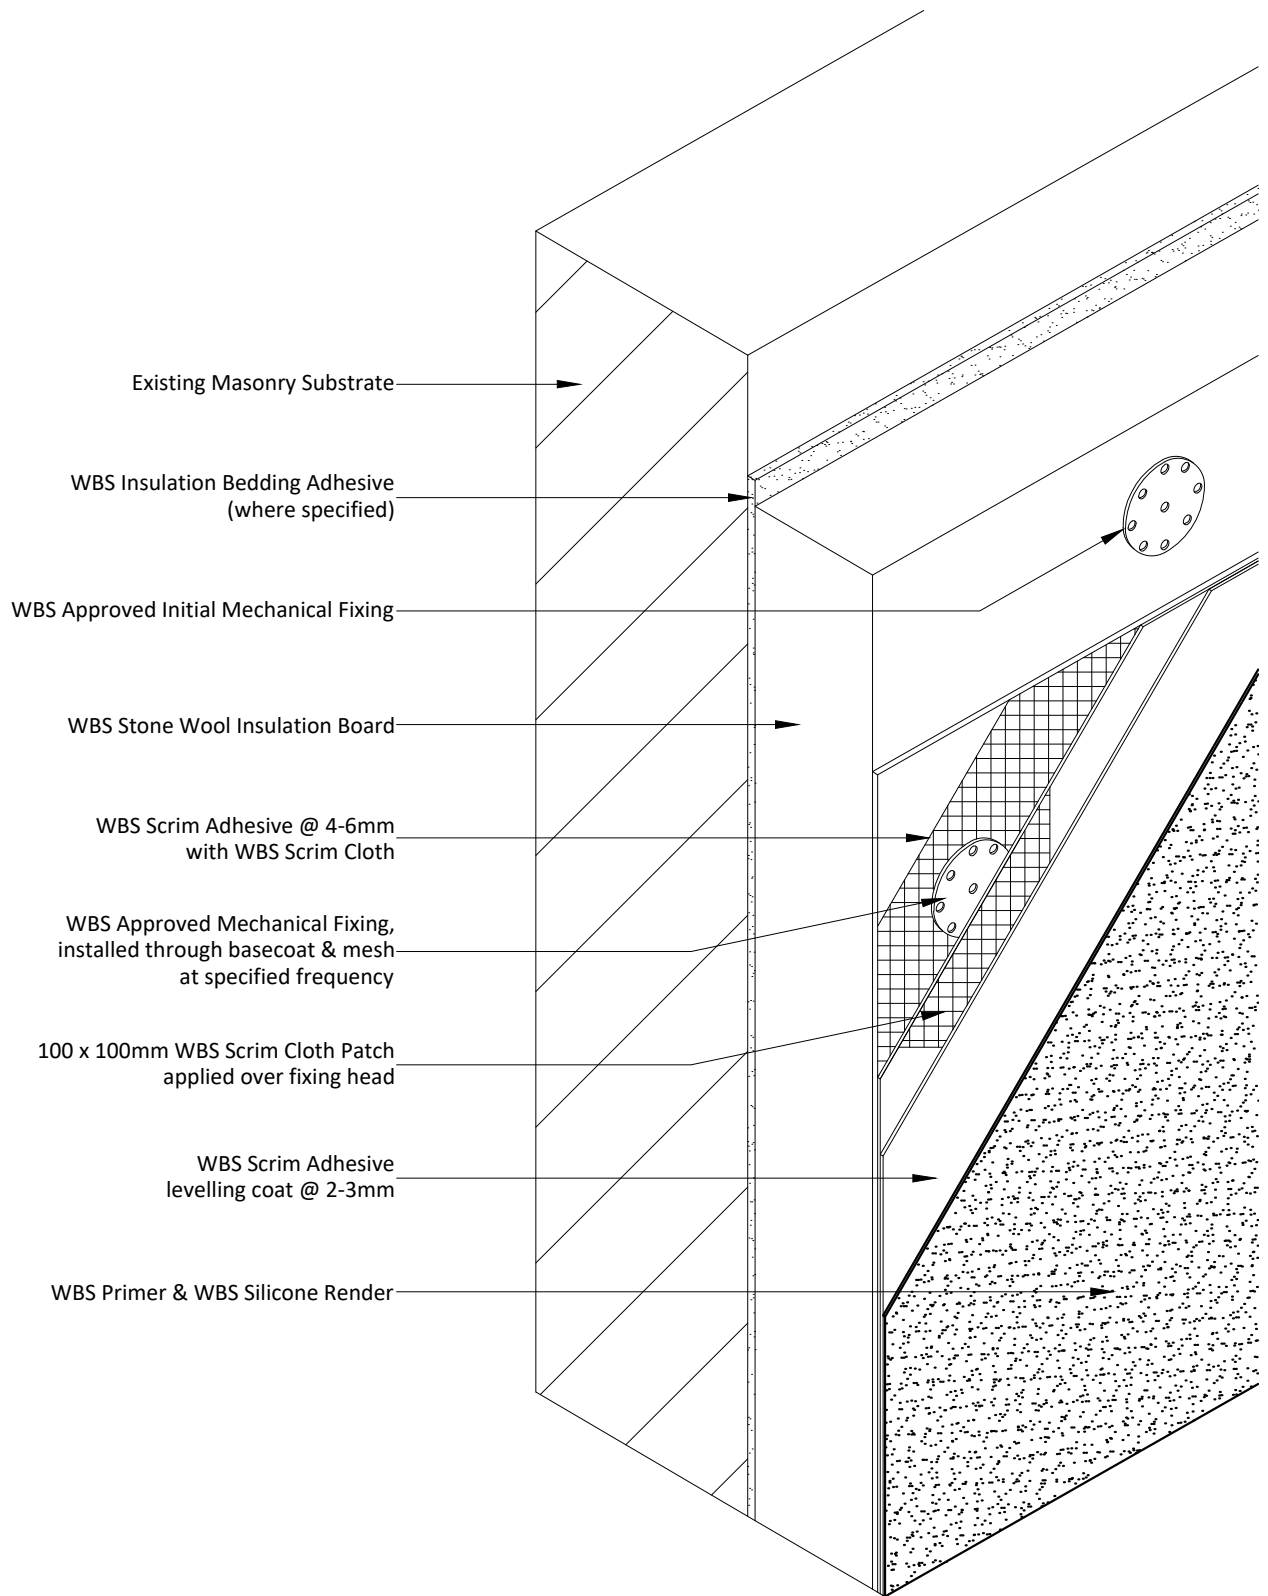 Existing Masonry Substrate
WBS Insulation Bedding Adhesive
(where specified)
WBS Approved Initial Mechanical Fixing
WBS Stone Wool Insulation Board
WBS Scrim Adhesive @ 4-6mm
with WBS Scrim Cloth
WBS Approved Mechanical Fixing,
installed through basecoat & mesh
at specified frequency
100 x 100mm WBS Scrim Cloth Patch
applied over fixing head
WBS Scrim Adhesive
levelling coat @ 2-3mm
WBS Primer & WBS Silicone Render